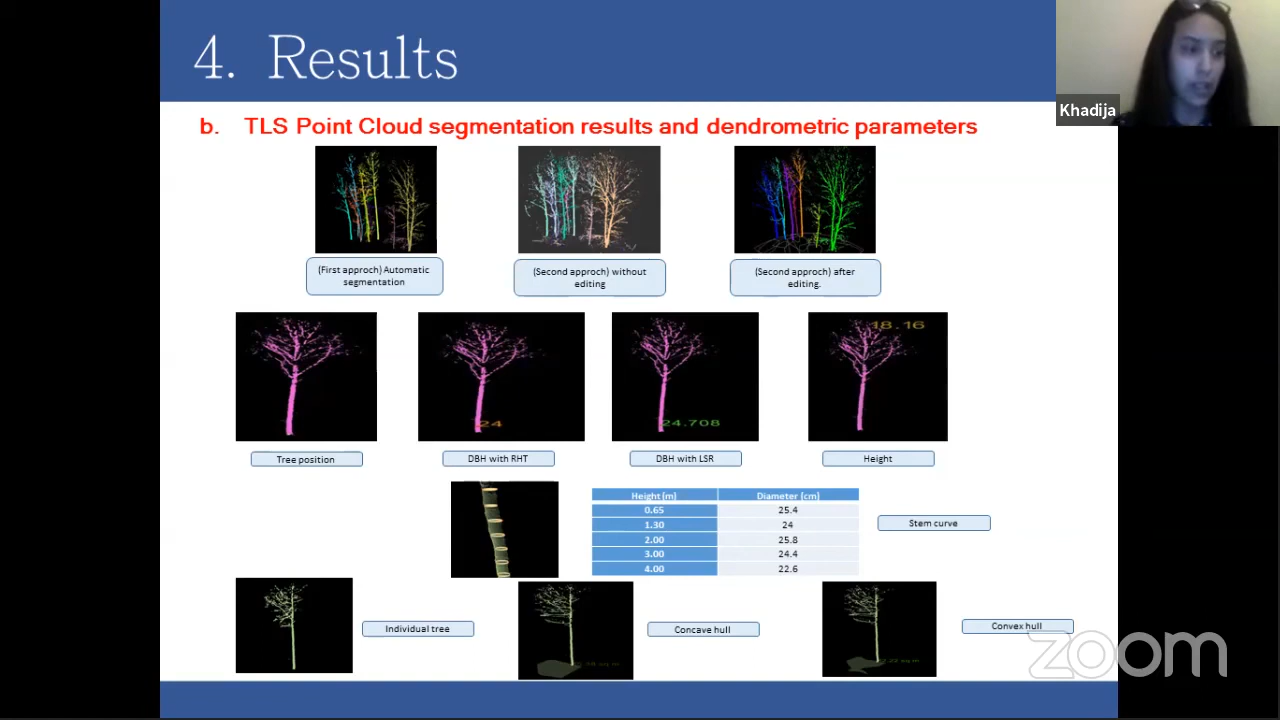 4. Results
Khadija
b. TLS Point Cloud segmentation results and dendrometric parameters
(First approch) Automatic
segmentation
(Second approch) without
editing
(Second approch) after
editing.
24
24.708
18.16
Tree position
DBH with RHT
DBH with LSR
Height
Height (m) Diameter (cm)
0.65 25.4
1.30 24
2.00 25.8
3.00 24.4
4.00 22.6
Stem curve
Individual tree
Concave hull
Convex hull
sq m
sq m
zoom